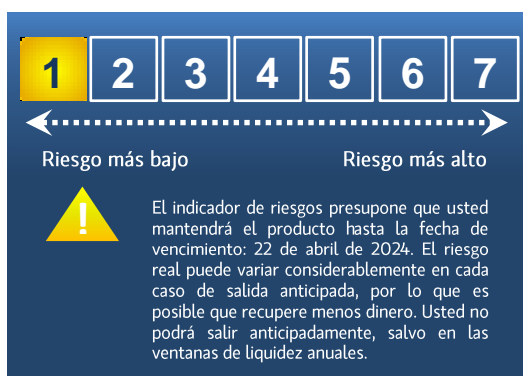 1 2 3 4 5 6 7
Riesgo más bajo Riesgo más alto
!
El indicador de riesgos presupone que usted
mantendrá el producto hasta la fecha de
vencimiento: 22 de abril de 2024. El riesgo
real puede variar considerablemente en cada
caso de salida anticipada, por lo que es
posible que recupere menos dinero. Usted no
podrá salir anticipadamente, salvo en las
ventanas de liquidez anuales.